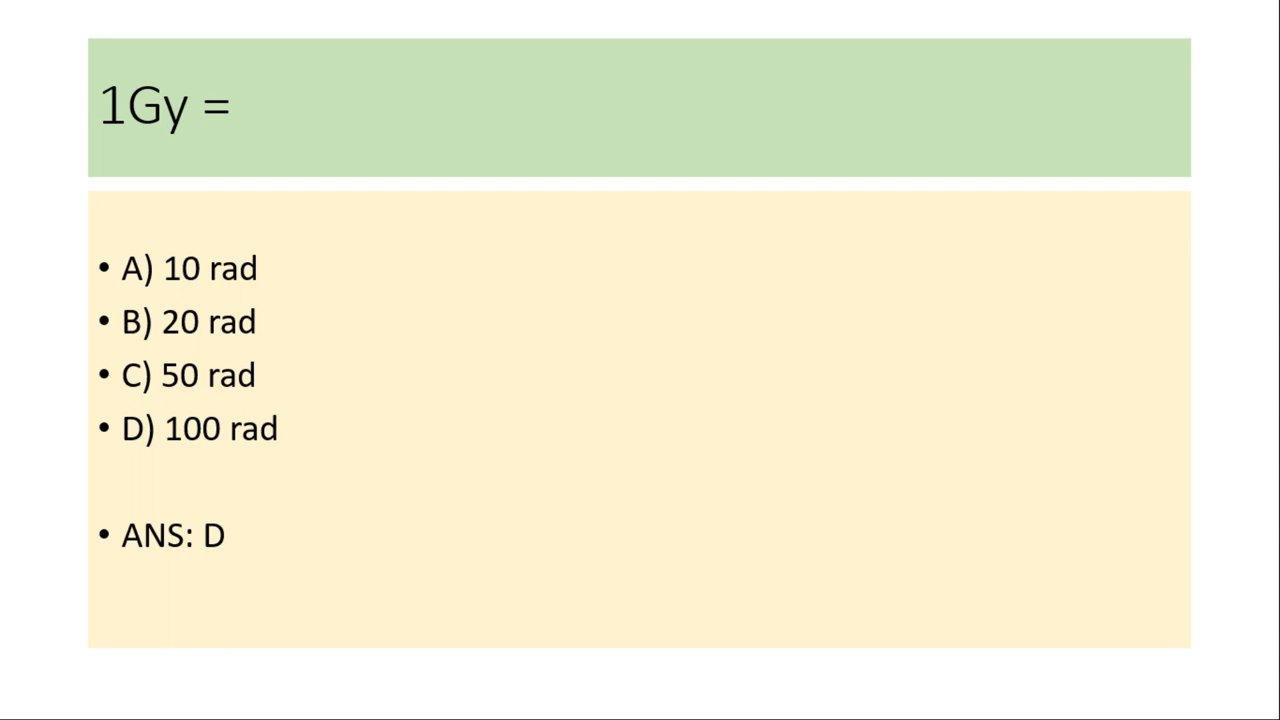 1Gy =
• A) 10 rad
• B) 20 rad
• C) 50 rad
• D) 100 rad
• ANS: D